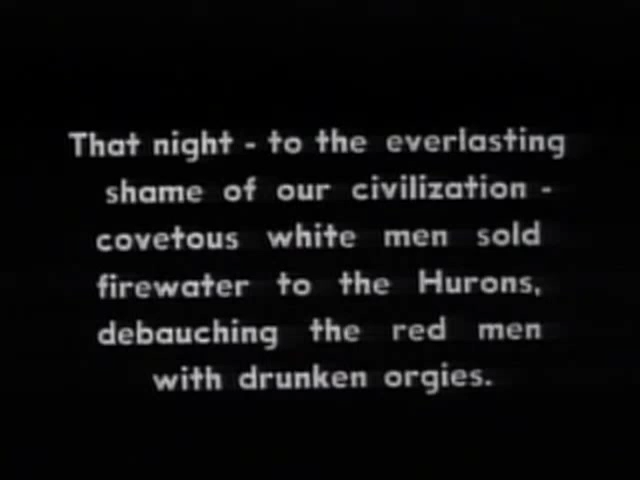 That night - to the everlasting
shame of our civilization -
covetous white men sold
firewater to the Hurons,
debauching the red men
with drunken orgies.